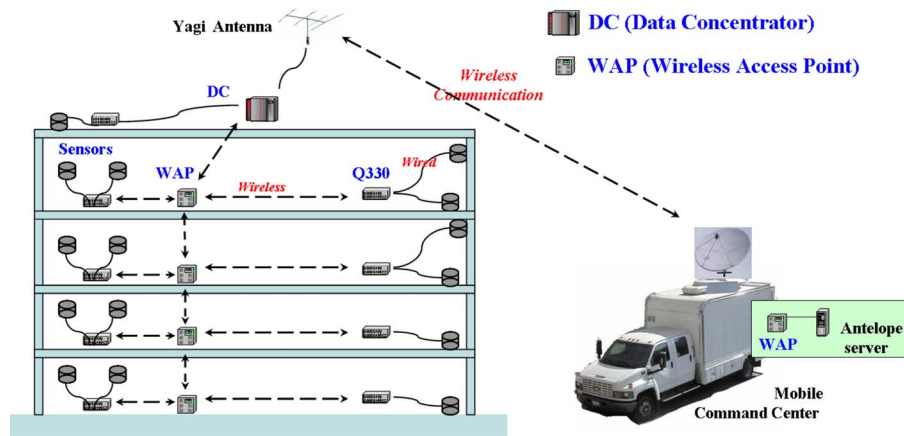 Yagi Antenna
DC (Data Concentrator)
WAP (Wireless Access Point)
Wireless
Communication
DC
Sensors
WAP
Wireless
Q330
Wired
WAP
Antelope
server
Mobile
Command Center